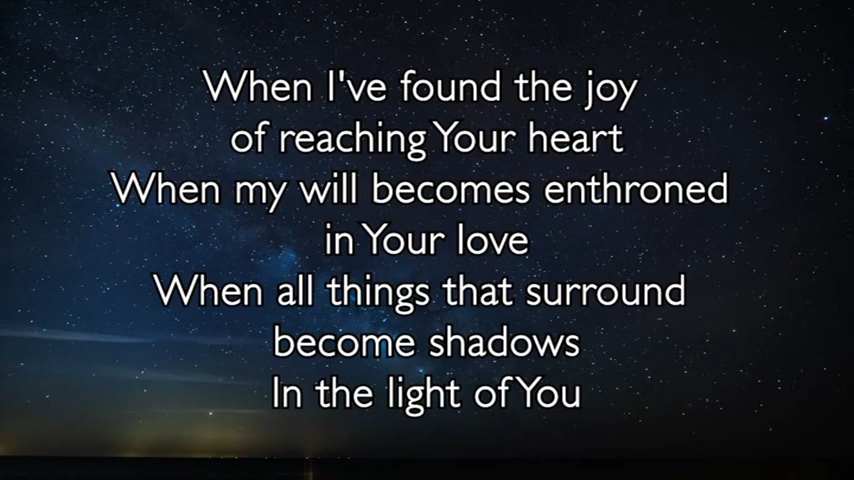 When I've found the joy
of reaching Your heart
When my will becomes enthroned
in Your love
When all things that surround
become shadows
In the light of You